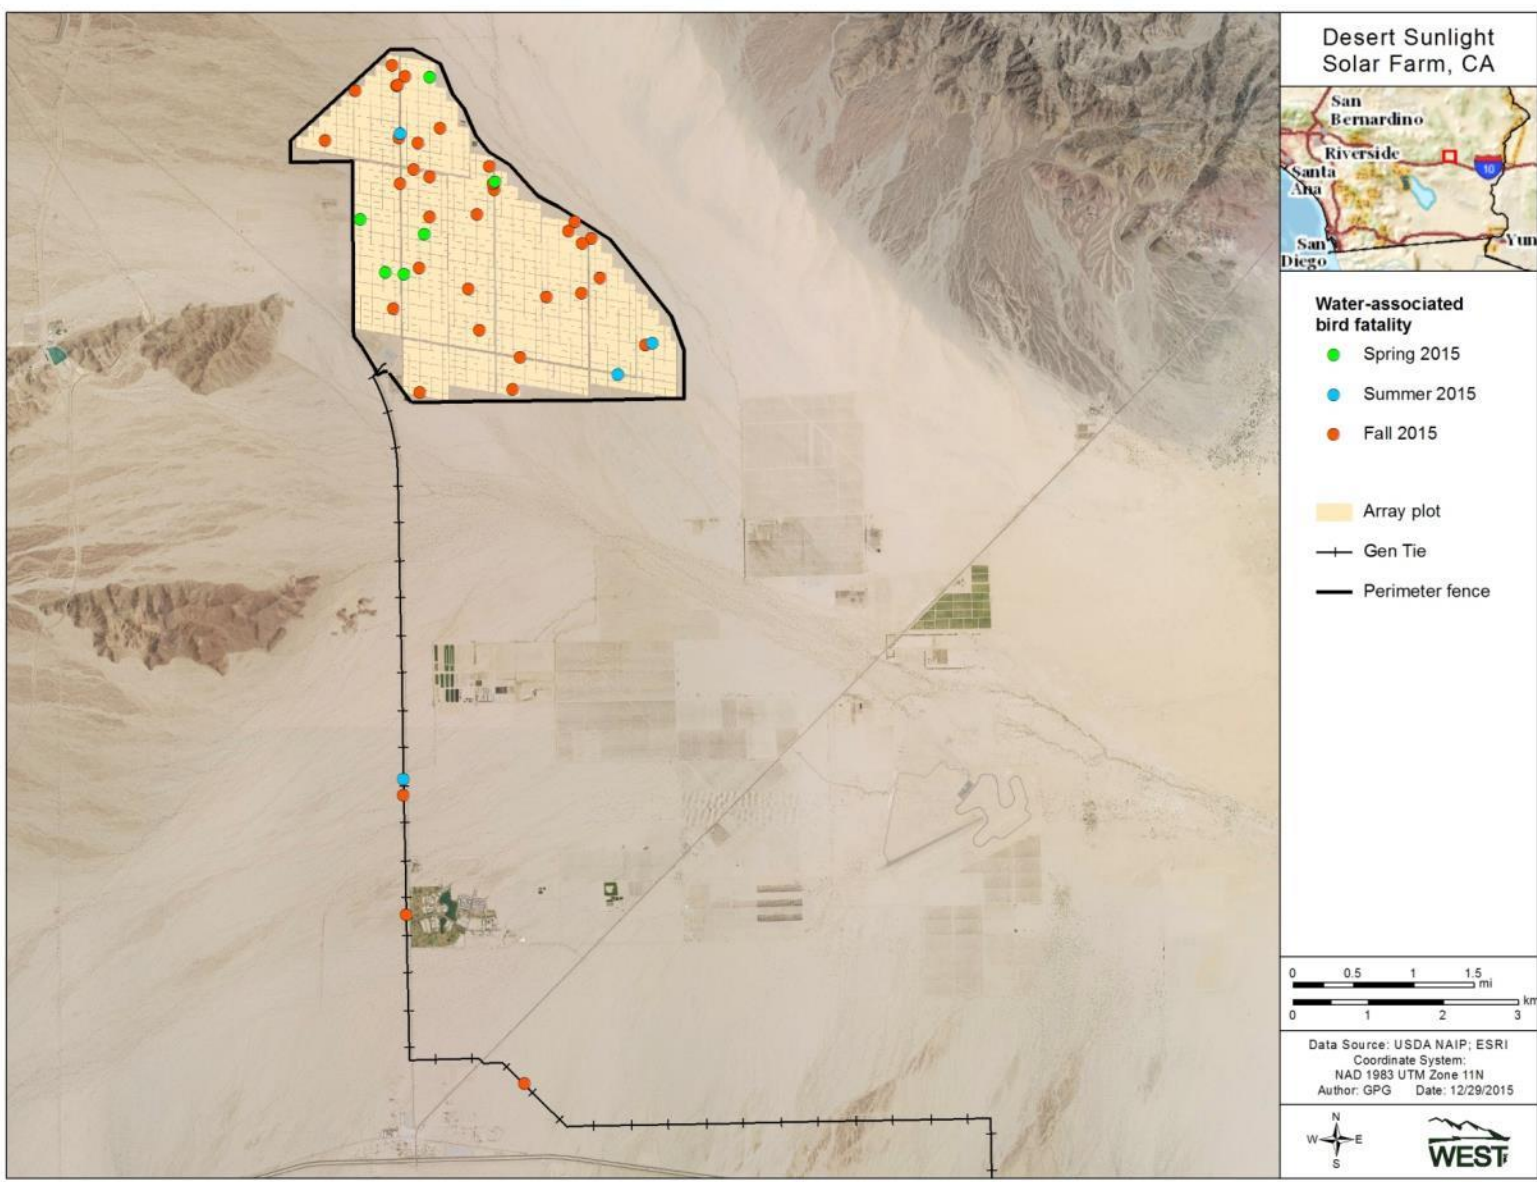 Desert Sunlight
Solar Farm, CA
San
Bernardino
Riverside
Santa
Ana
10
San
Diego
Yun
Water-associated
bird fatality
Spring 2015
Summer 2015
Fall 2015
Array plot
Gen Tie
Perimeter fence
0 0.5 1 1.5
mi
km
0 1 2 3
Data Source: USDA NAIP; ESRI
Coordinate System:
NAD 1983 UTM Zone 11N
Author: GPG Date: 12/29/2015
N
W E
S
WEST